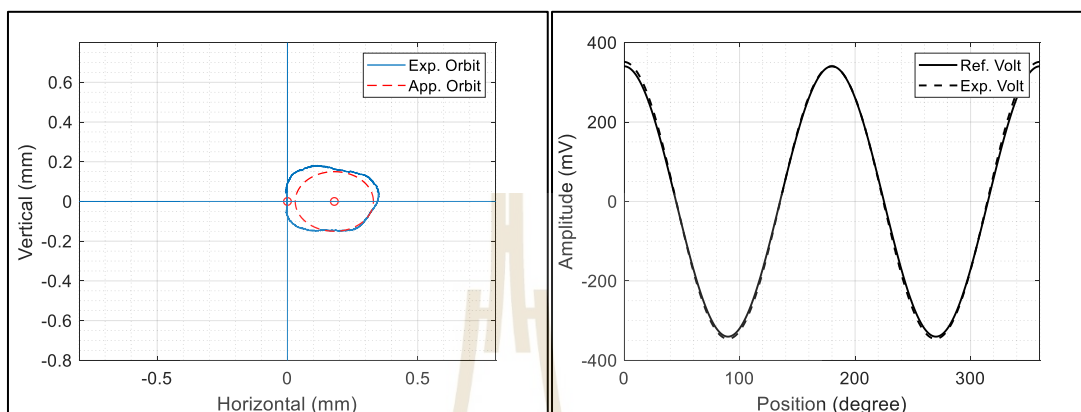 Exp. Orbit
App. Orbit
0.6
0.4
0.2
0
-0.2
-0.4
-0.6
-0.8
-0.5
0
0.5
Vertical (mm)
Horizontal (mm)
Ref. Volt
Exp. Volt
400
200
0
-200
-400
0
100
200
300
Amplitude (mV)
Position (degree)